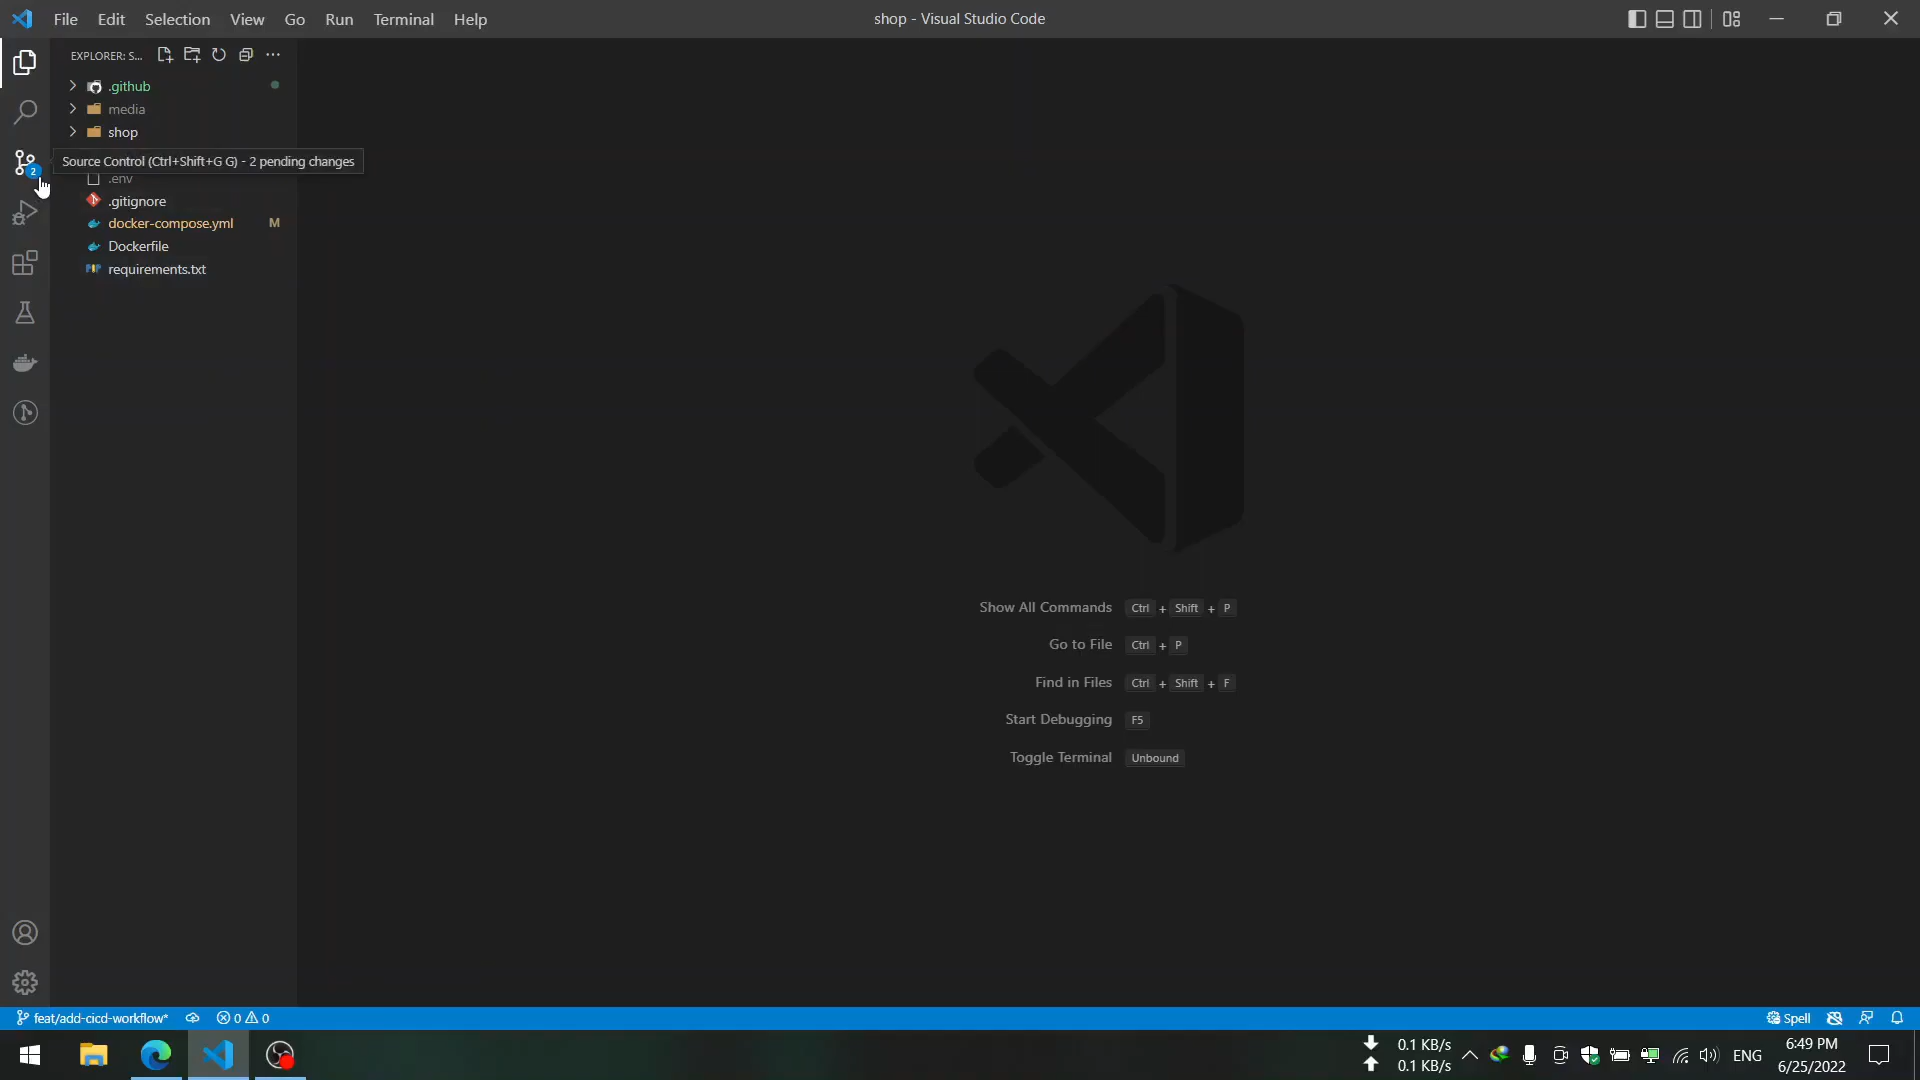 File Edit Selection View Go Run Terminal Help
shop - Visual Studio Code
EXPLORER: S...
.github
media
shop
Source Control (Ctrl+Shift+G G) - 2 pending changes
2
.env
.gitignore
docker-compose.yml M
Dockerfile
requirements.txt
Show All Commands Ctrl + Shift + P
Go to File Ctrl + P
Find in Files Ctrl + Shift + F
Start Debugging F5
Toggle Terminal Unbound
feat/add-cicd-workflow* 0 0
Spell
0.1 KB/s
0.1 KB/s
ENG
6:49 PM
6/25/2022